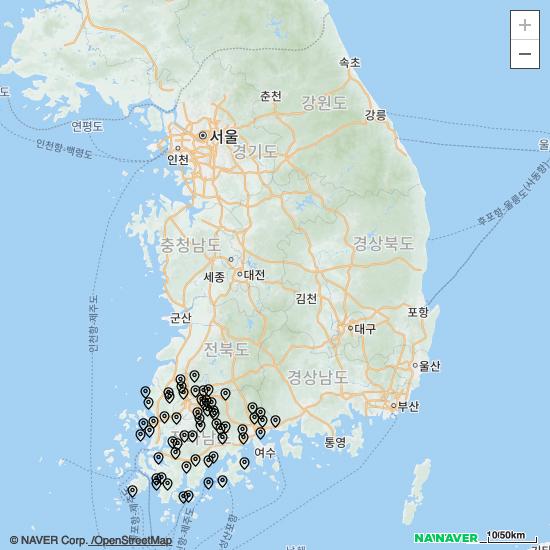 +
−
속초
춘천
강원도
강릉
도
연평도
서울
울
인천항-백령도
인천
경기도
후포항-울릉도(사동항)
충청남도
경상북도
세종
대전
인천항-제주도
김천
군산
포항
대구
전북도
울산
경상남도
부산
통영
여수
© NAVER Corp. /OpenStreetMap
NAVER
10/50km